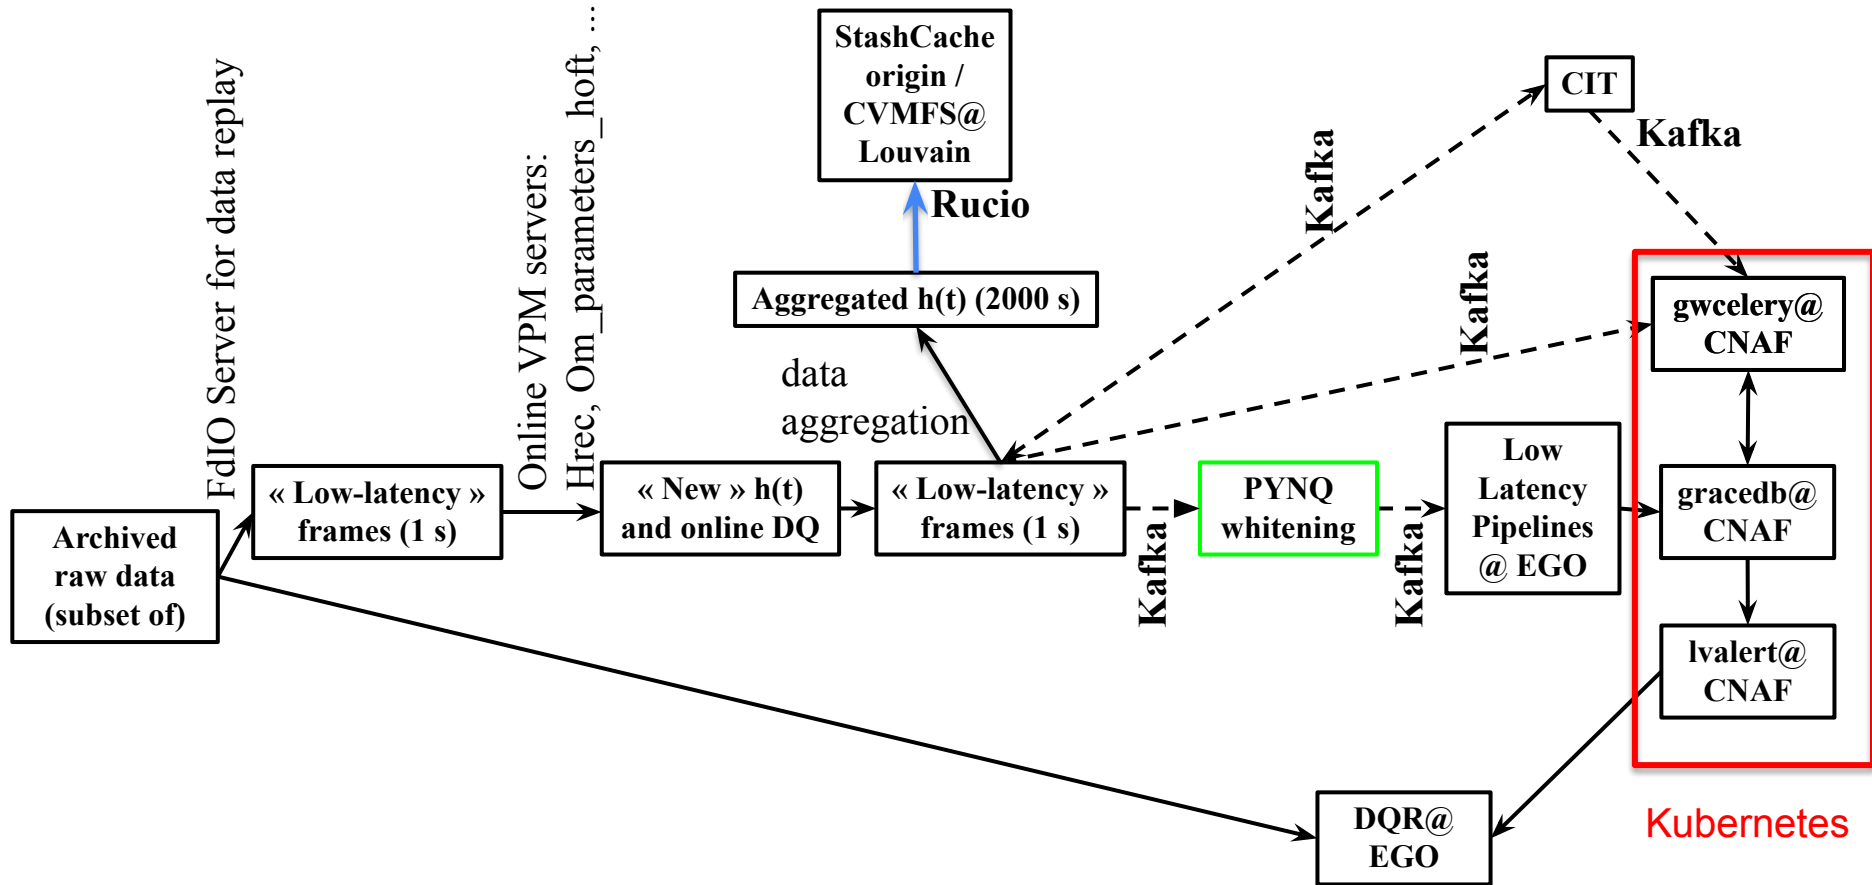 FdIO Server for data replay
Online VPM servers:
Hrec, Om_parameters_hoft, ...
StashCache
origin /
CVMFS@
Louvain
Rucio
Aggregated h(t) (2000 s)
data
aggregation
CIT
Kafka
Kafka
Kafka
Archived
raw data
(subset of)
« Low-latency »
frames (1 s)
« New » h(t)
and online DQ
« Low-latency »
frames (1 s)
Kafka
PYNQ
whitening
Kafka
Low
Latency
Pipelines
@ EGO
gwcelery@
CNAF
gracedb@
CNAF
lvalert@
CNAF
Kubernetes
DQR@
EGO